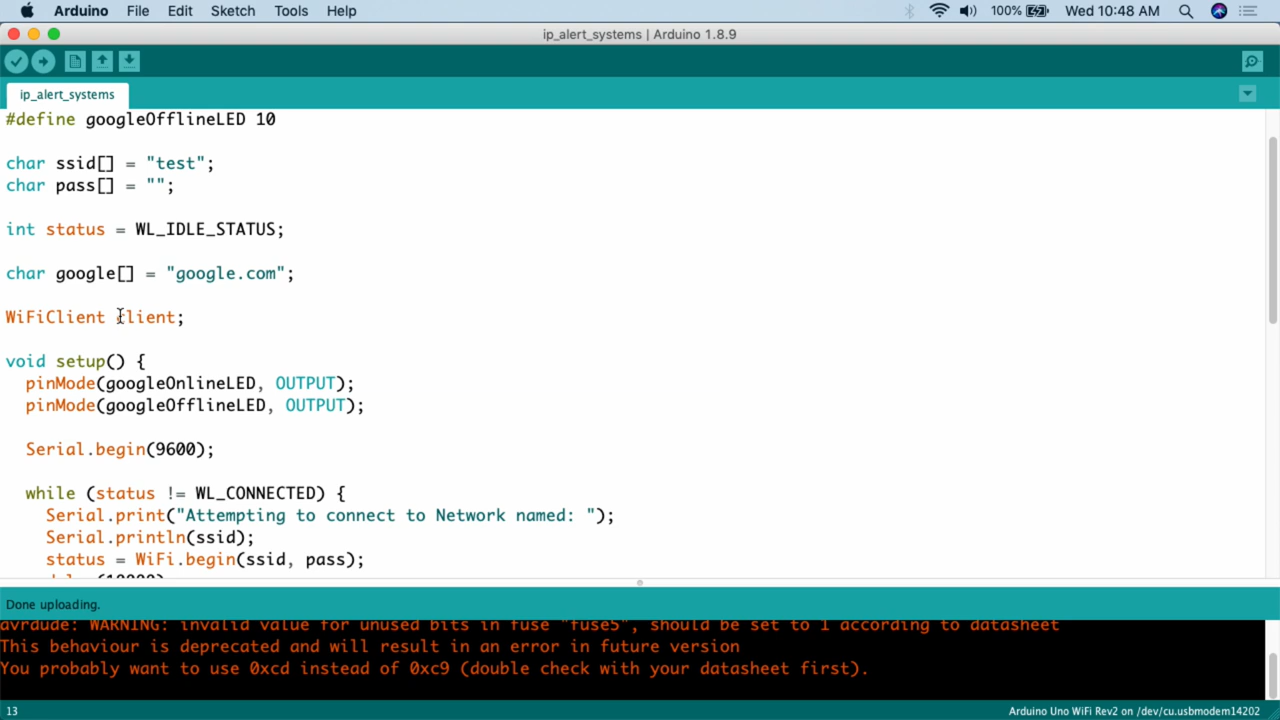 Arduino File Edit Sketch Tools Help 100% Wed 10:48 AM
ip_alert_systems | Arduino 1.8.9
ip_alert_systems
#define googleOfflineLED 10
char ssid[] = "test";
char pass[] = "";
int status = WL_IDLE_STATUS;
char google[] = "google.com";
WiFiClient client;
void setup() {
pinMode(googleOnlineLED, OUTPUT);
pinMode(googleOfflineLED, OUTPUT);
Serial.begin(9600);
while (status != WL_CONNECTED) {
Serial.print("Attempting to connect to Network named: ");
Serial.println(ssid);
status = WiFi.begin(ssid, pass);
Done uploading.
avrdude: WARNING: invalid value for unused bits in fuse "fuse5", should be set to 1 according to datasheet
This behaviour is deprecated and will result in an error in future version
You probably want to use 0xcd instead of 0xc9 (double check with your datasheet first).
13 Arduino Uno WiFi Rev2 on /dev/cu.usbmodem14202